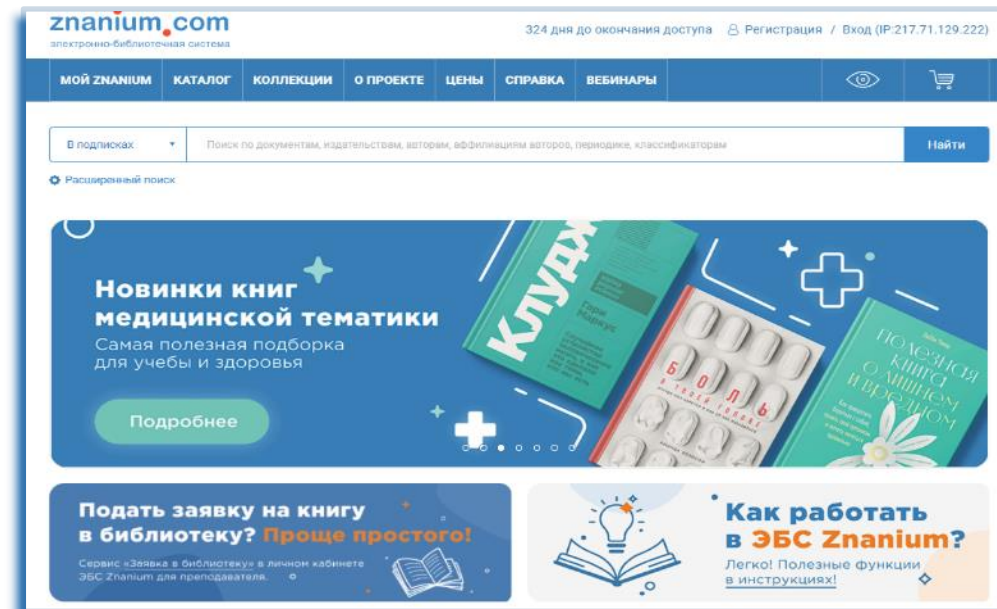 znanium.com
электронно-библиотечная система
324 дня до окончания доступа Регистрация / Вход (IP:217.71.129.222)
МОЙ ZNANIUM КАТАЛОГ КОЛЛЕКЦИИ О ПРОЕКТЕ ЦЕНЫ СПРАВКА ВЕБИНАРЫ
В подписках Поиск по документам, издательствам, авторам, аффилиациям авторов, периодике, классификаторам Найти
Расширенный поиск
Новинки книг
медицинской тематики
Самая полезная подборка
для учебы и здоровья
Подробнее
КЛУДЖ
Гари
Маркус
БОЛЬ
В ТВОЕЙ ГОЛОВЕ
ПОЛЕЗНАЯ
КНИГА
О ЛИШНЕМ
И ВРЕДНОМ
Подать заявку на книгу
в библиотеку? Проще простого!
Сервис «Заявка в библиотеку» в личном кабинете
ЭБС Znanium для преподавателя.
Как работать
в ЭБС Znanium?
Легко! Полезные функции
в инструкциях!